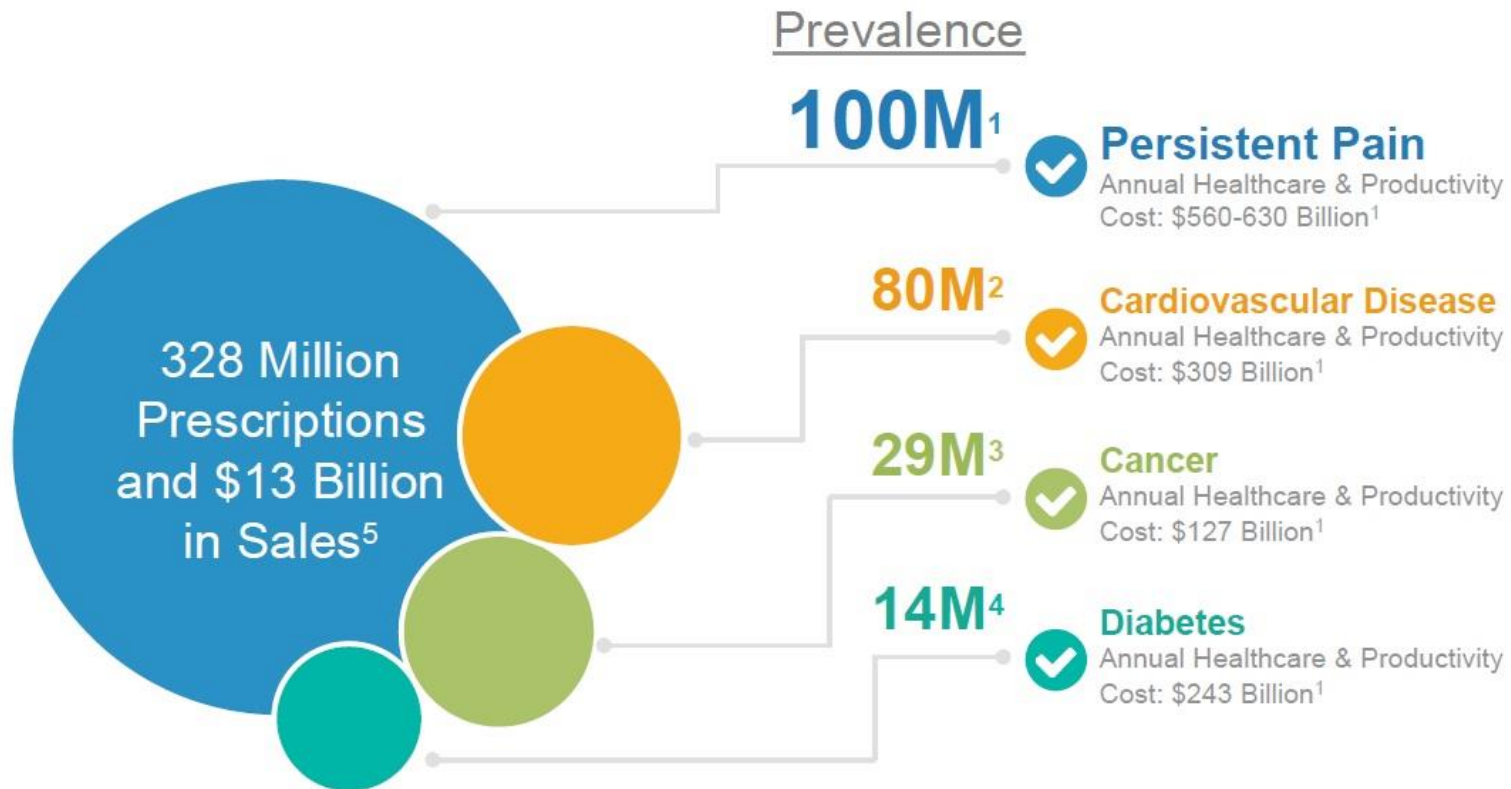 Prevalence
328 Million
Prescriptions
and $13 Billion
in Sales⁵
100M¹
Persistent Pain
Annual Healthcare & Productivity
Cost: $560-630 Billion¹
80M²
Cardiovascular Disease
Annual Healthcare & Productivity
Cost: $309 Billion¹
29M³
Cancer
Annual Healthcare & Productivity
Cost: $127 Billion¹
14M⁴
Diabetes
Annual Healthcare & Productivity
Cost: $243 Billion¹